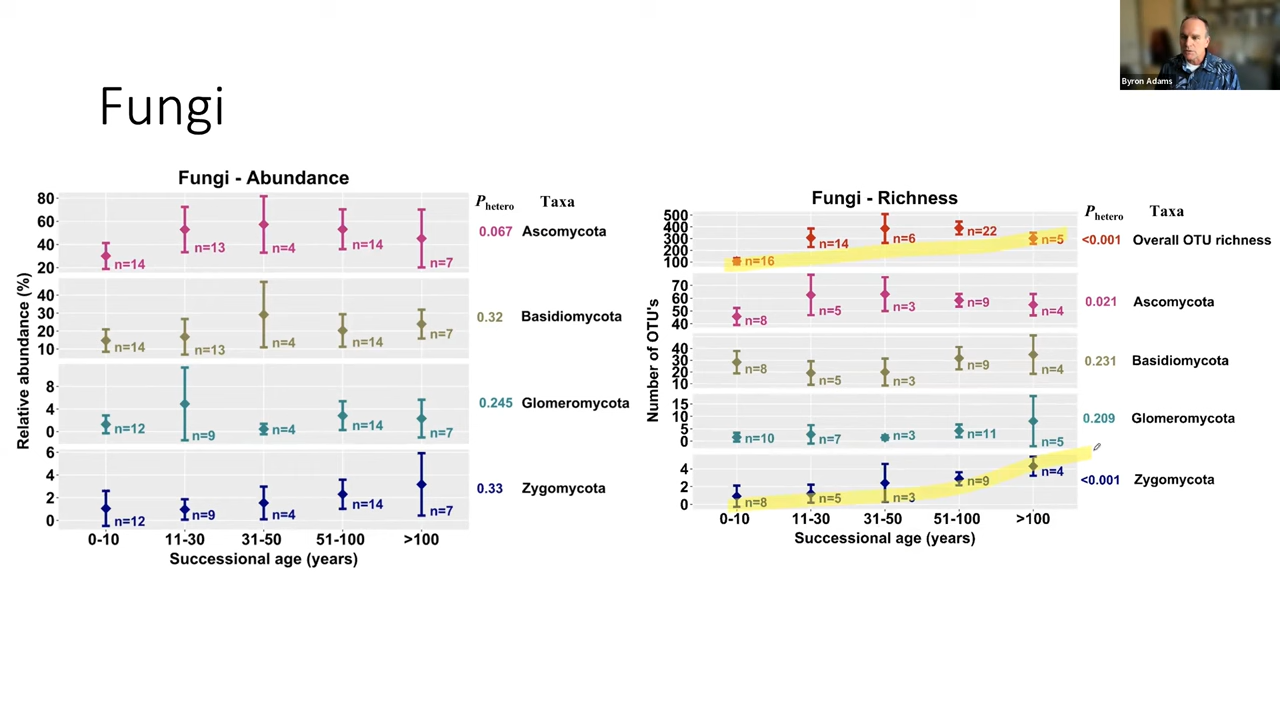 Byron Adams
Fungi
Fungi - Abundance
Relative abundance (%)
P hetero Taxa
80
60
40
20
n=14
n=13
n=4
n=14
n=7
0.067 Ascomycota
40
30
20
10
n=14
n=13
n=4
n=14
n=7
0.32 Basidiomycota
8
4
0
n=12
n=9
n=4
n=14
n=7
0.245 Glomeromycota
6
4
2
0
n=12
n=9
n=4
n=14
n=7
0.33 Zygomycota
0-10 11-30 31-50 51-100 >100
Successional age (years)
Fungi - Richness
Number of OTU's
P hetero Taxa
500
400
300
200
100
n=16
n=14
n=6
n=22
n=5
<0.001 Overall OTU richness
70
60
50
40
n=8
n=5
n=3
n=9
n=4
0.021 Ascomycota
40
30
20
10
n=8
n=5
n=3
n=9
n=4
0.231 Basidiomycota
15
10
5
0
n=10
n=7
n=3
n=11
n=5
0.209 Glomeromycota
4
2
0
n=8
n=5
n=3
n=9
n=4
<0.001 Zygomycota
0-10 11-30 31-50 51-100 >100
Successional age (years)